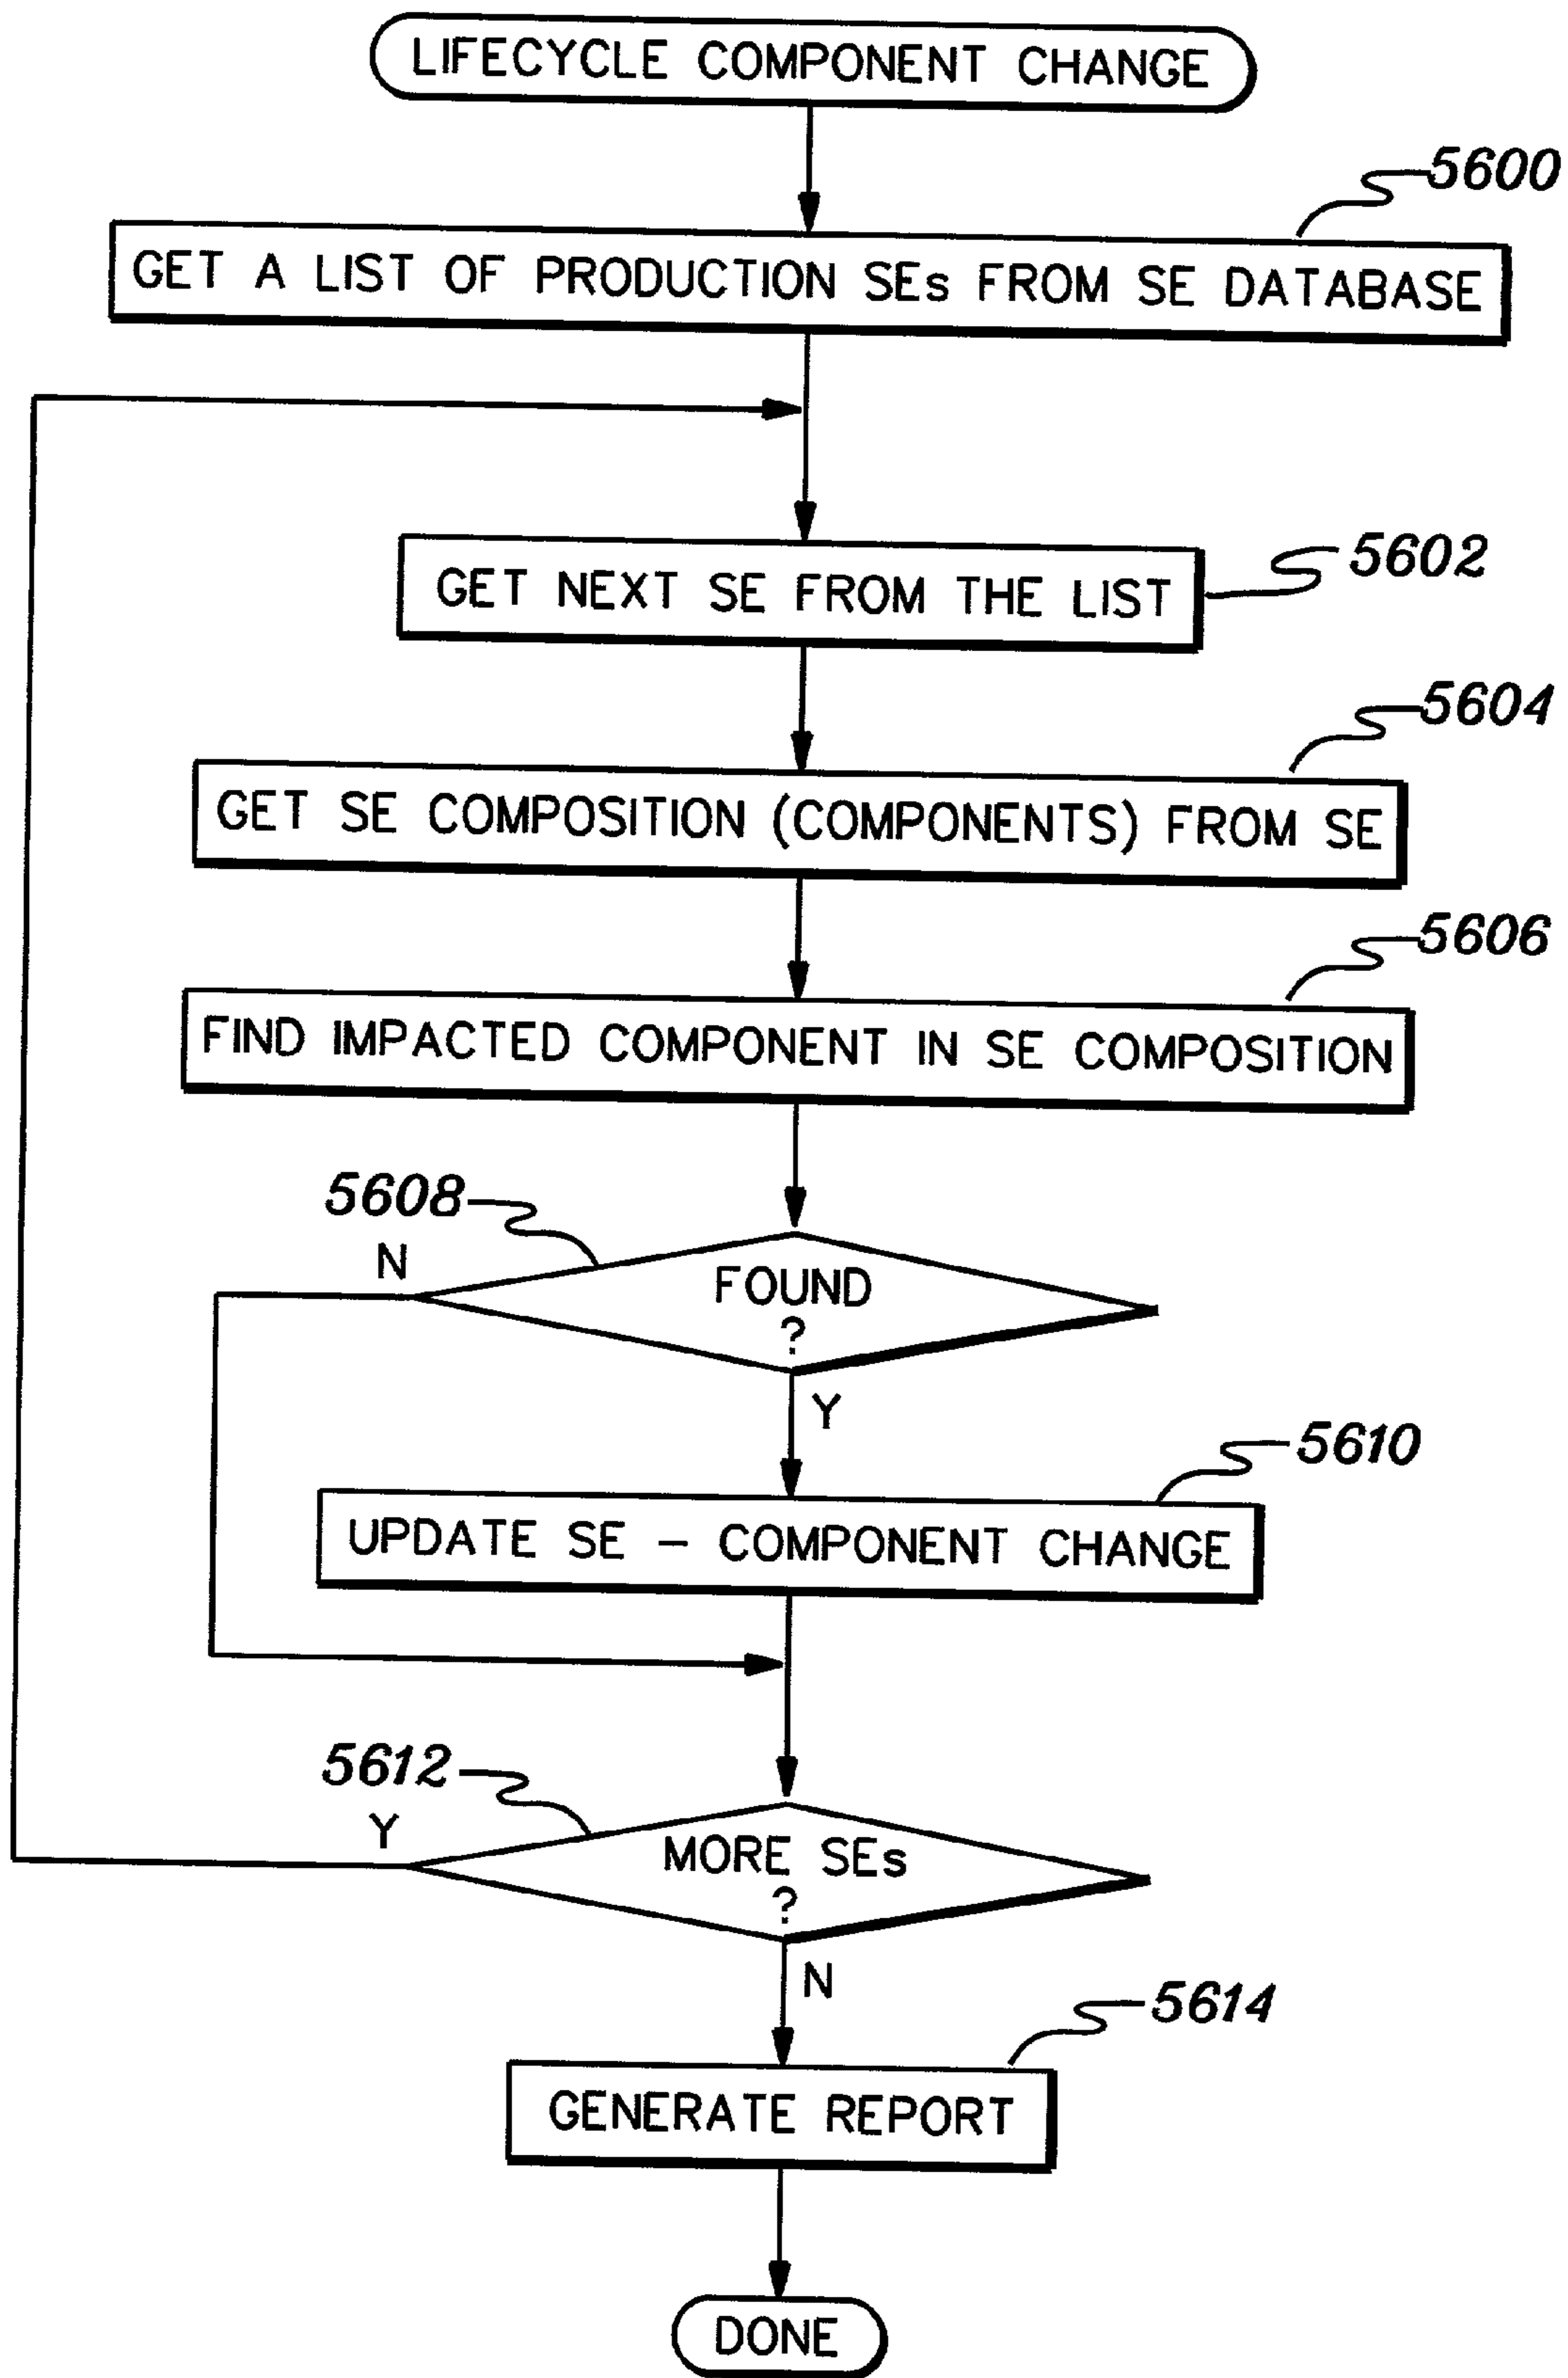 LIFECYCLE COMPONENT CHANGE
5600
GET A LIST OF PRODUCTION SEs FROM SE DATABASE
GET NEXT SE FROM THE LIST
5602
5604
GET SE COMPOSITION (COMPONENTS) FROM SE
5606
FIND IMPACTED COMPONENT IN SE COMPOSITION
5608
N
FOUND
?
Y
5610
UPDATE SE – COMPONENT CHANGE
5612
Y
MORE SEs
?
N
5614
GENERATE REPORT
DONE